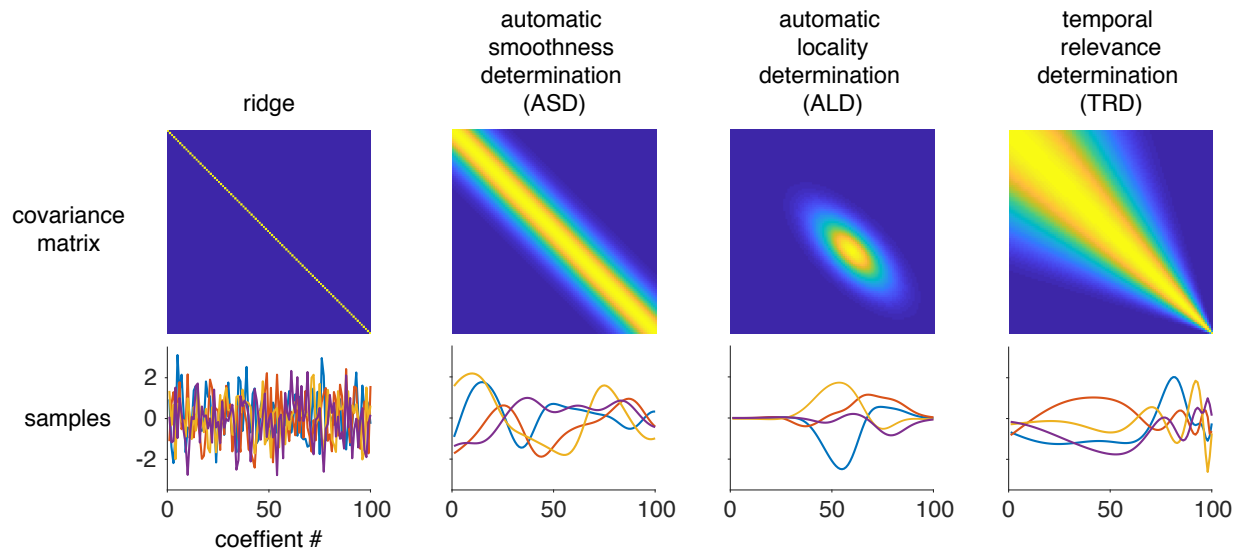 ridge
automatic
smoothness
determination
(ASD)
automatic
locality
determination
(ALD)
temporal
relevance
determination
(TRD)
covariance
matrix
samples
2
0
-2
0 50 100
0 50 100
0 50 100
0 50 100
coeffient #